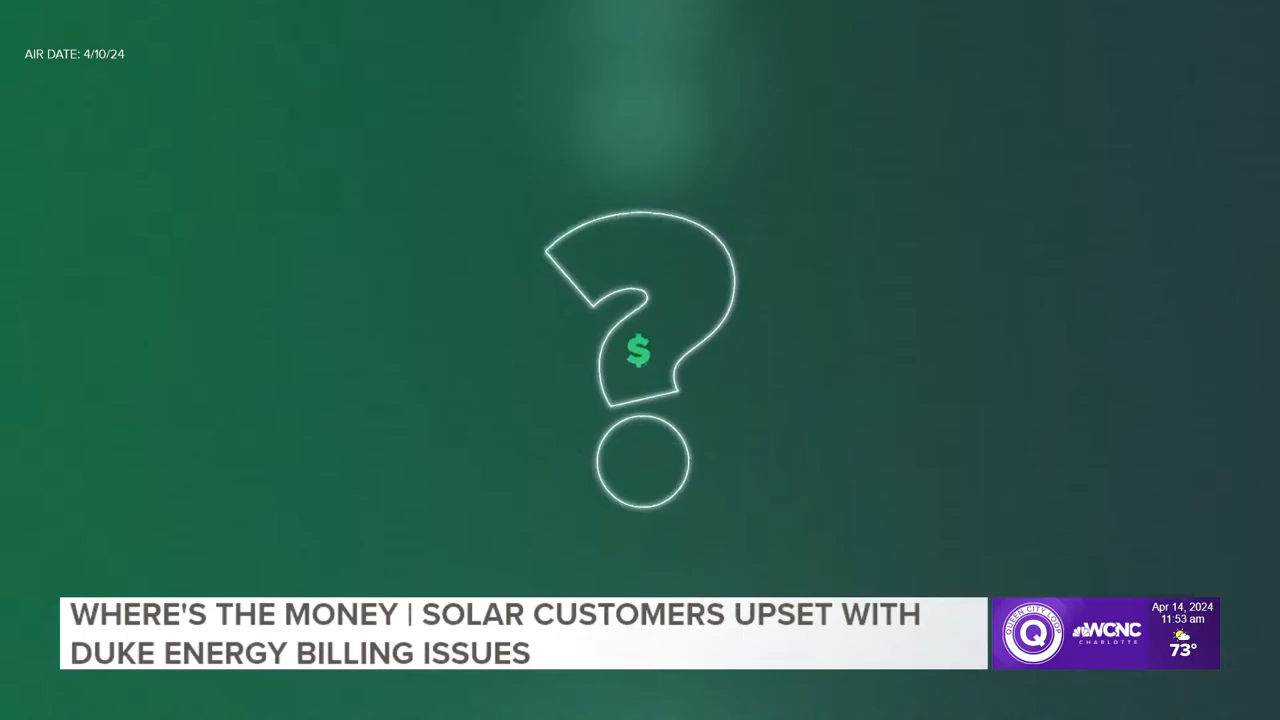 AIR DATE: 4/10/24
$
WHERE'S THE MONEY | SOLAR CUSTOMERS UPSET WITH
DUKE ENERGY BILLING ISSUES
QUEEN CITY LOOP
Q
WCNC
CHARLOTTE
Apr 14, 2024
11:53 am
73°